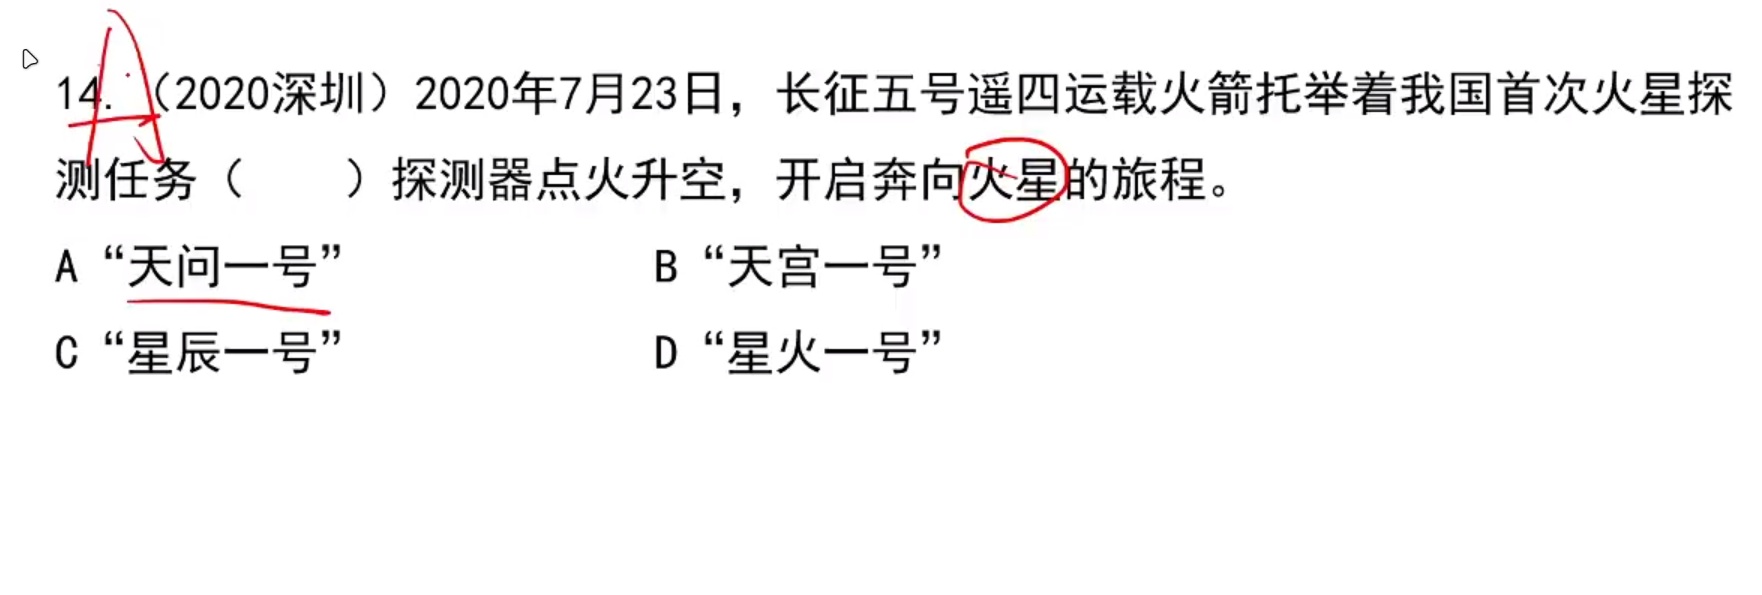 A
14.（2020深圳）2020年7月23日，长征五号遥四运载火箭托举着我国首次火星探
测任务（　　）探测器点火升空，开启奔向火星的旅程。
A “天问一号”　　B “天宫一号”
C “星辰一号”　　D “星火一号”